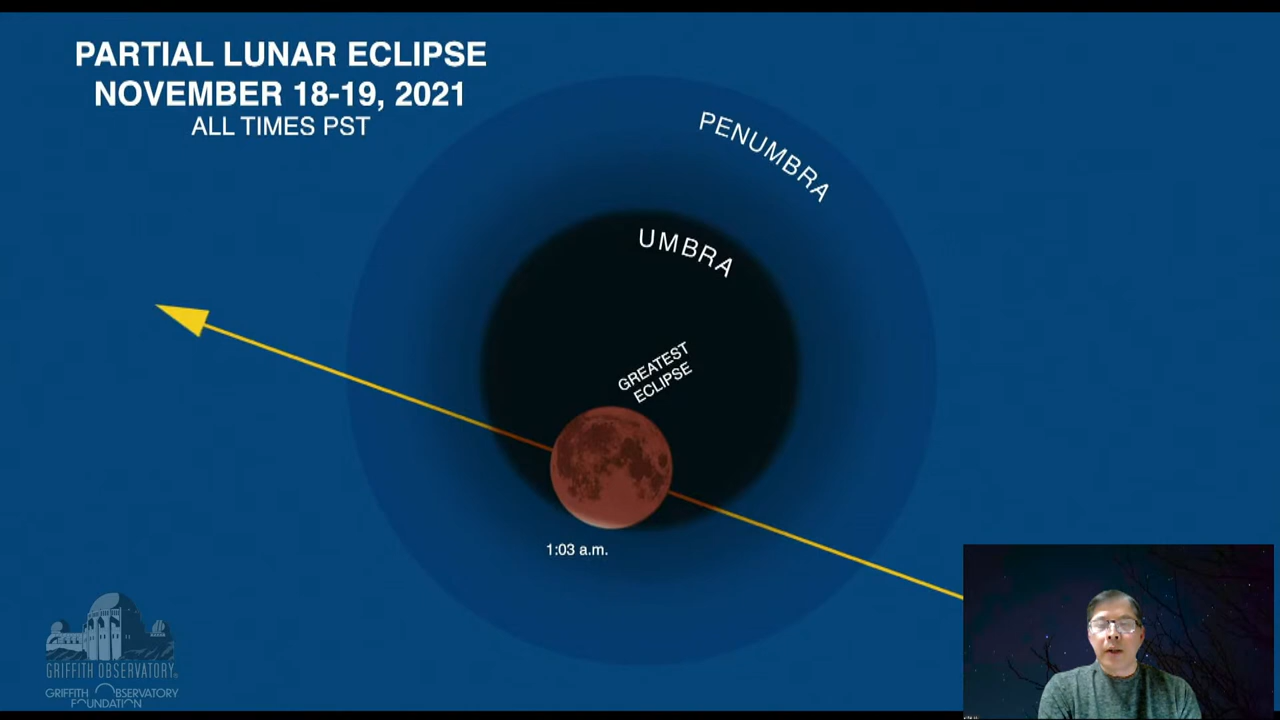 PARTIAL LUNAR ECLIPSE
NOVEMBER 18-19, 2021
ALL TIMES PST
PENUMBRA
UMBRA
GREATEST
ECLIPSE
1:03 a.m.
GRIFFITH OBSERVATORY
GRIFFITH OBSERVATORY
FOUNDATION